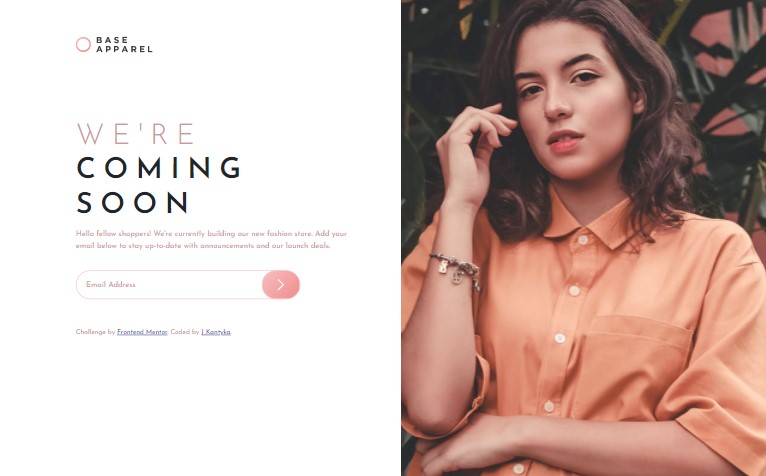 BASE
APPAREL
WE'RE
COMING
SOON
Hello fellow shoppers! We're currently building our new fashion store. Add your
email below to stay up-to-date with announcements and our launch deals.
Email Address
Challenge by Frontend Mentor. Coded by J Kantyka.